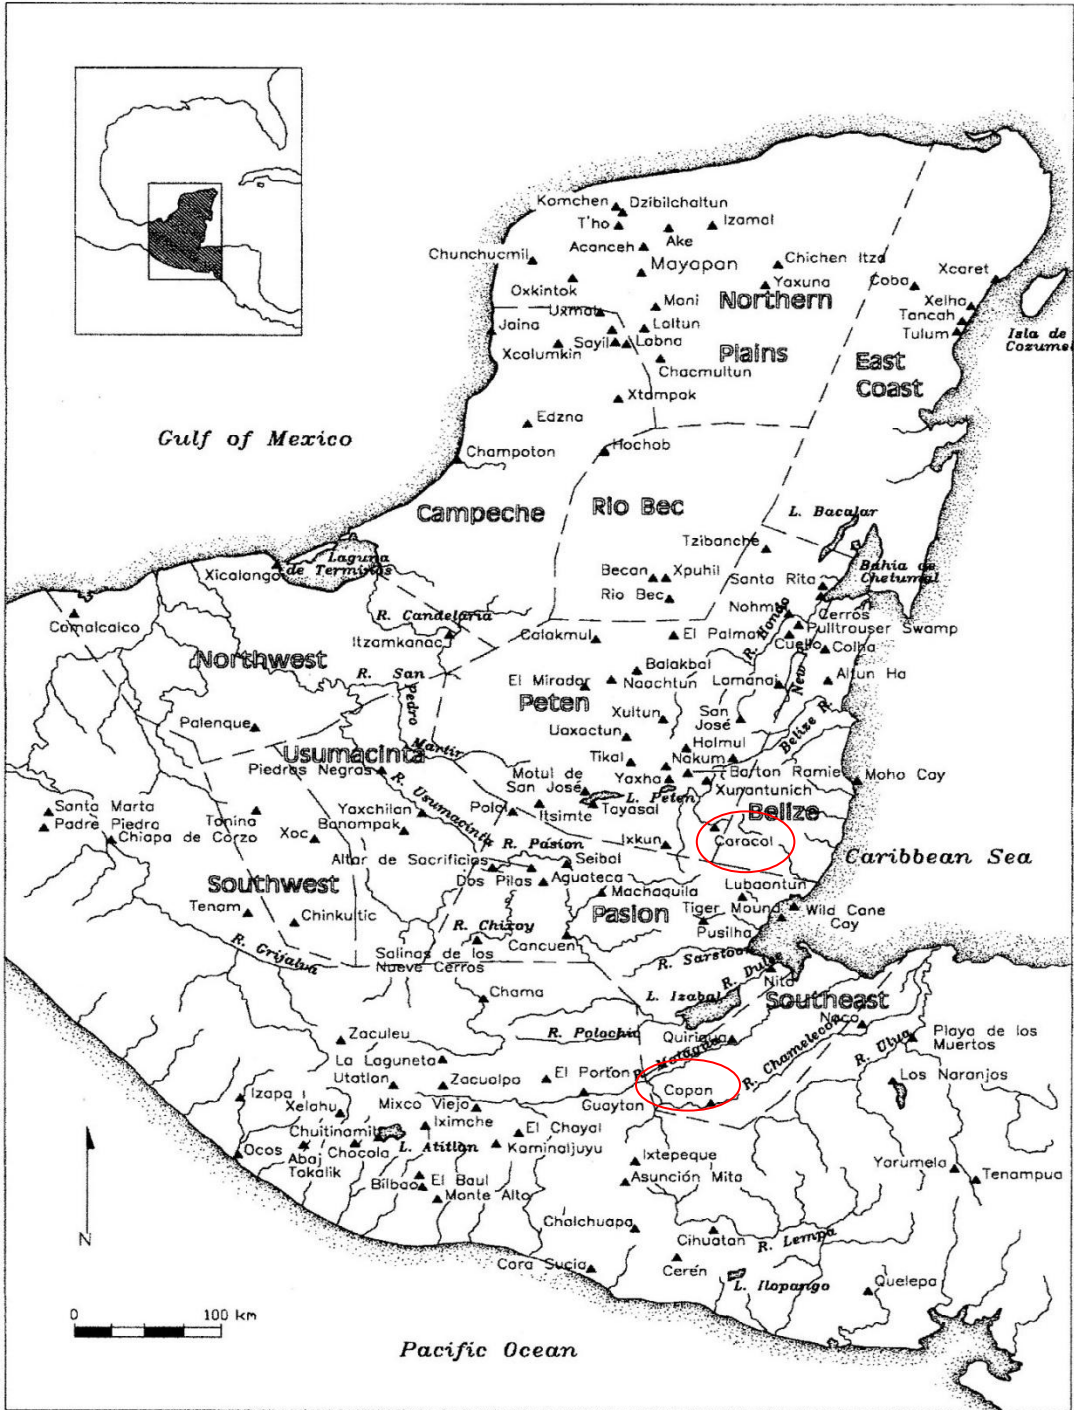 Komchen
Dzibilchaltun
T'ho
Izamal
Ake
Acanceh
Chunchucmil
Mayapan
Chichen Itza
Yaxuna
Coba
Xcaret
Oxkintok
Mani
Northern
Uxmal
Xelha
Tancah
Jaina
Loltun
Tulum
Isla de
Cozumel
Sayil
Labna
Xcalumkin
Plains
East
Coast
Chacmultun
Xtampak
Edzna
Gulf of Mexico
Hochob
Champoton
Rio Bec
Campeche
L. Bacalar
Tzibanche
Laguna
de Terminos
Xicalango
Bahia de
Chetumal
Becan
Xpuhil
Santa Rita
Rio Bec
Nohmul
Cerros
R. Candelaria
R. Hondo
Pulltrouser Swamp
Comalcalco
Itzamkanac
Calakmul
El Palmar
Cuello
Colha
Northwest
Balakbal
R. San
Pedro
Martir
El Mirador
Naachtun
Lamanai
New R.
Altun Ha
Peten
Palenque
Xultun
San
José
Belize R.
Uaxactun
Holmul
Usumacinta
Tikal
Nakum
Piedras Negras
Motul de
San José
Yaxha
Barton Ramie
Moho Cay
R. Usumacinta
L. Peten
Xunantunich
Santa Marta
Tonina
Yaxchilan
Polol
Itsimte
Tayasal
Belize
Padre Piedra
Chiapa de Corzo
Xoc
Bonampak
Ixkun
Caracol
R. Pasion
Caribbean Sea
Altar de Sacrificios
Seibal
Southwest
Dos Pilas
Aguateca
Machaquila
Lubaantun
Tenam
Chinkultic
Pasion
Tiger Mound
Wild Cane
Cay
Pusilha
R. Grijalva
R. Chixoy
Cancuen
Salinas de los
Nueve Cerros
R. Sarstoon
R. Dulce
Nito
Chama
L. Izabal
Southeast
Naco
Zaculeu
R. Polochic
Quirigua
R. Motagua
R. Chamelecon
R. Ulua
Playa de los
Muertos
La Laguneta
Utatlan
Zacualpa
El Porton
Copan
Los Naranjos
Izapa
Xelahu
Mixco Viejo
Guaytan
Iximche
Chuitinamit
El Chayal
Ocos
Abaj
Takalik
Chocola
L. Atitlan
Kaminaljuyu
Ixtepeque
Yarumela
Tenampua
Bilbao
El Baul
Monte Alto
Asunción Mita
N
Chalchuapa
Cihuatan
R. Lempa
Cara Sucia
Cerén
L. Ilopango
Quelepa
0 100 km
Pacific Ocean